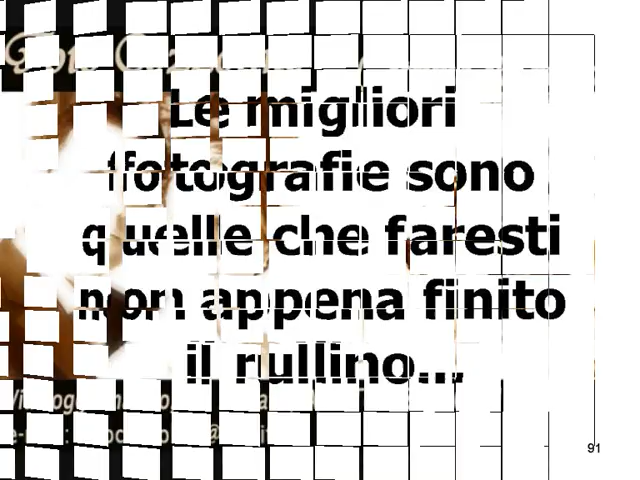 Le migliori
fotografie sono
quelle che faresti
non appena finito
il rullino...
91